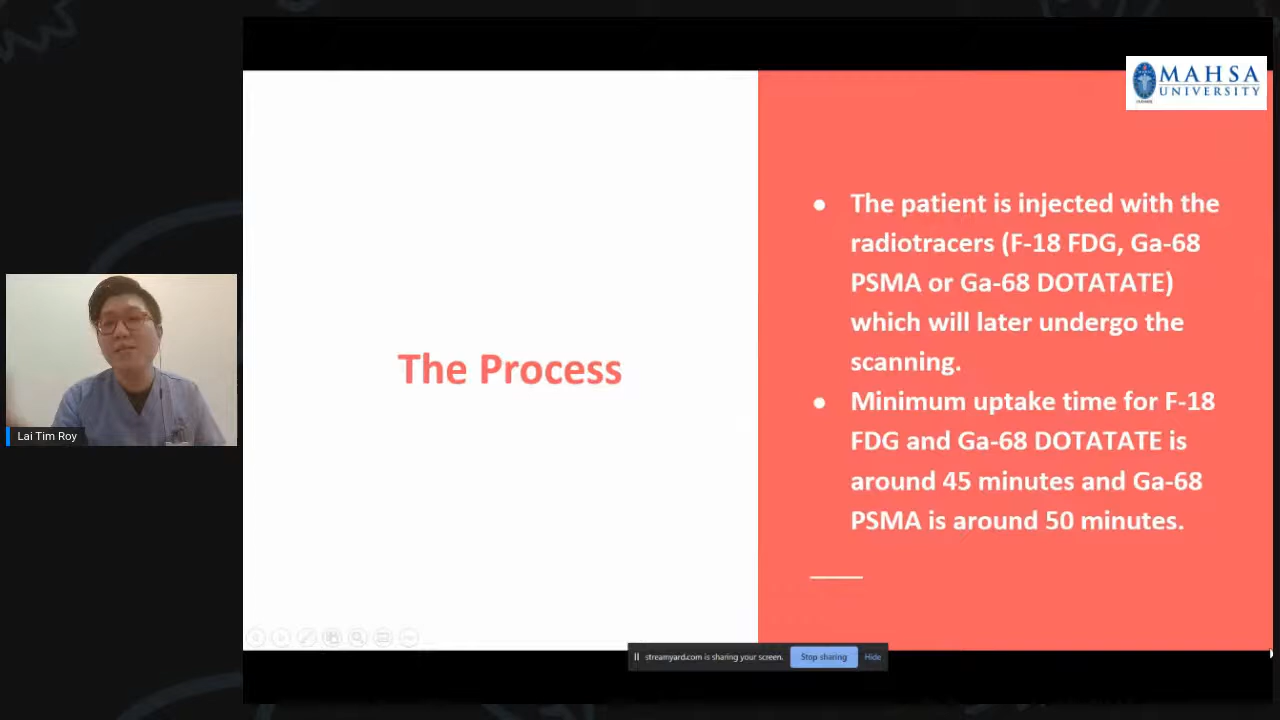 MAHSA
UNIVERSITY
The Process
● The patient is injected with the
radiotracers (F-18 FDG, Ga-68
PSMA or Ga-68 DOTATATE)
which will later undergo the
scanning.
● Minimum uptake time for F-18
FDG and Ga-68 DOTATATE is
around 45 minutes and Ga-68
PSMA is around 50 minutes.
Lai Tim Roy
streamyard.com is sharing your screen. Stop sharing Hide